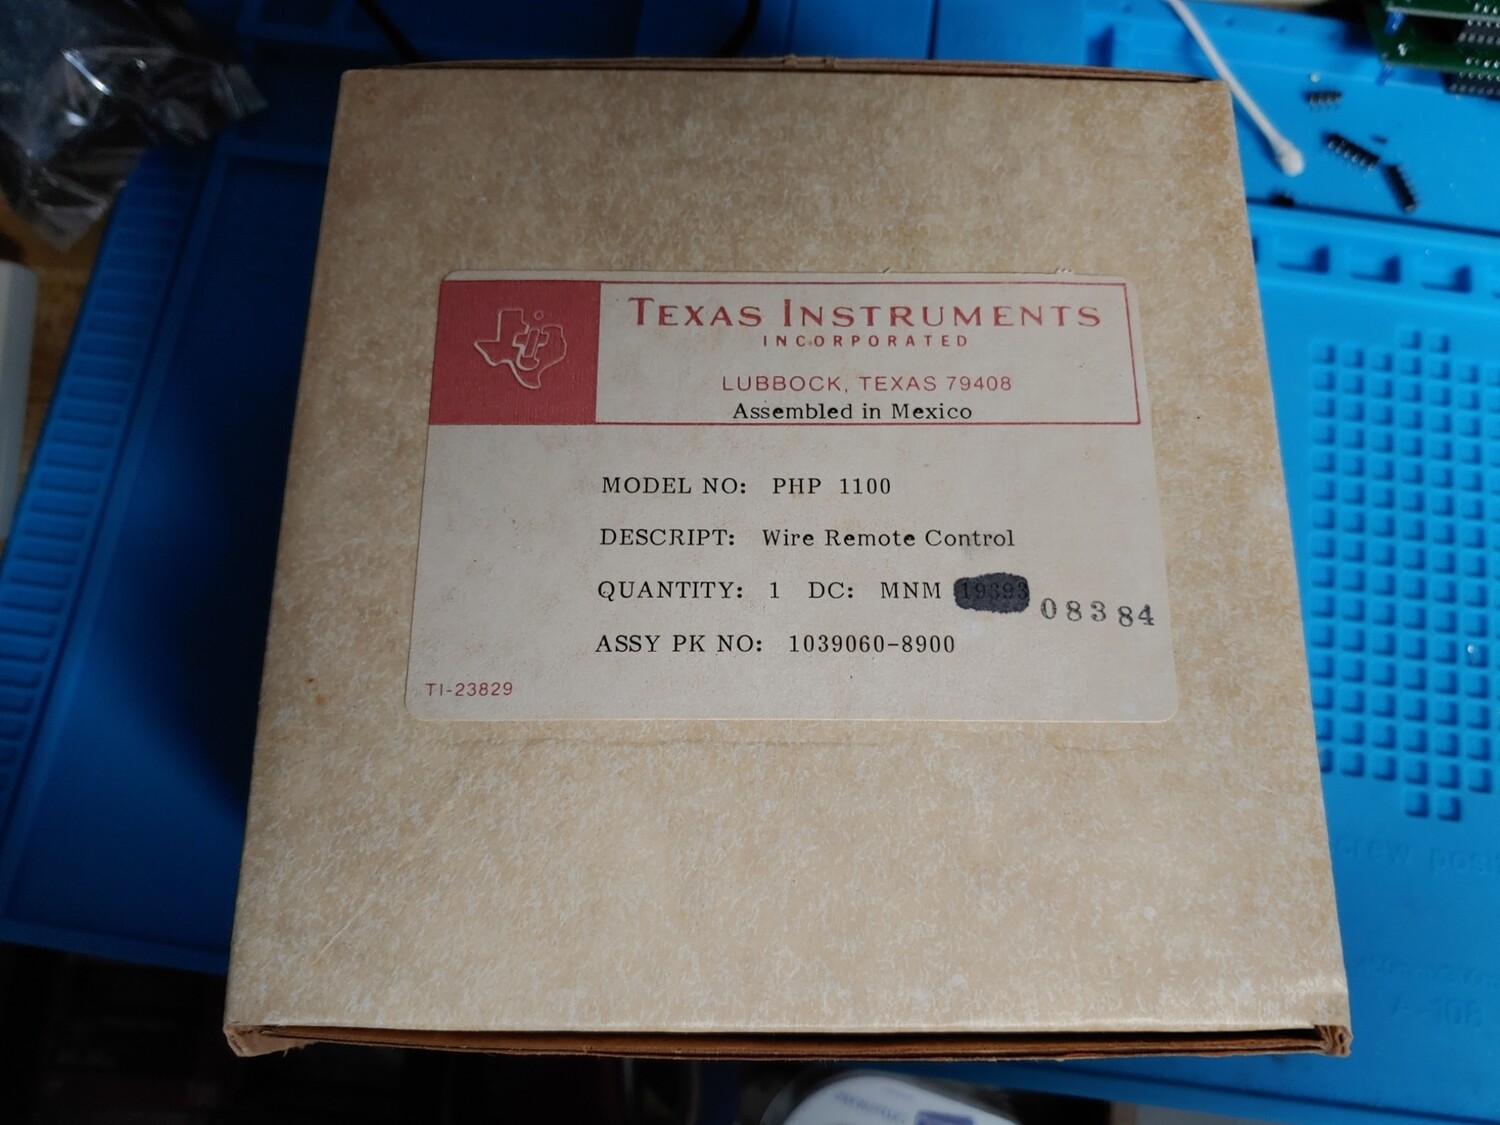 TEXAS INSTRUMENTS
INCORPORATED
LUBBOCK, TEXAS 79408
Assembled in Mexico
MODEL NO: PHP 1100
DESCRIPT: Wire Remote Control
QUANTITY: 1 DC: MNM 08384
ASSY PK NO: 1039060-8900
TI-23829
A-108